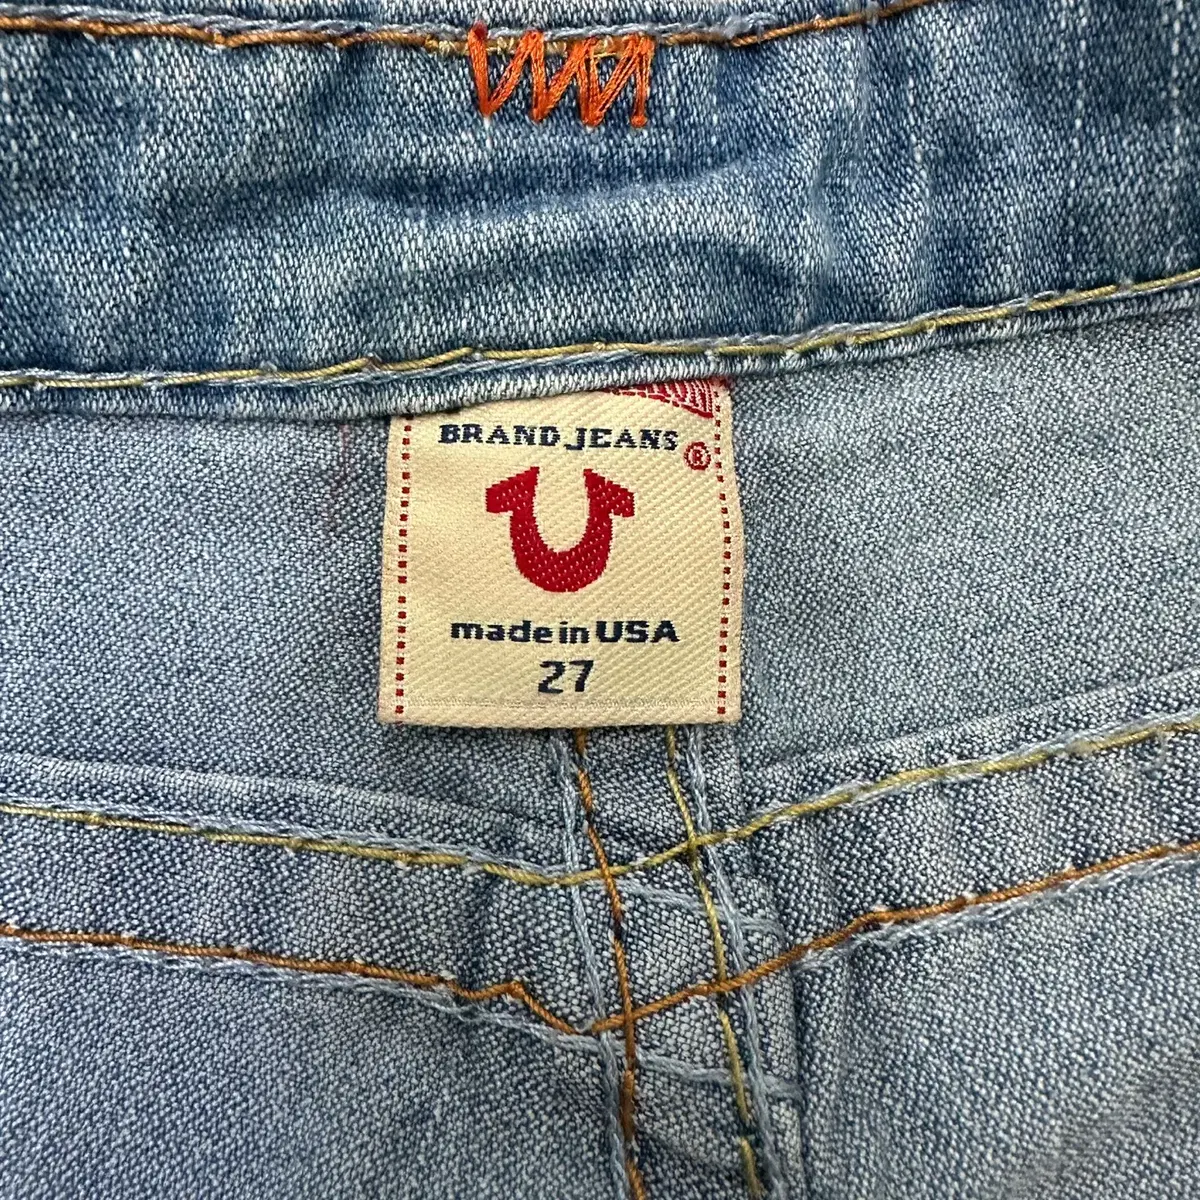 BRAND JEANS
®
made in USA
27